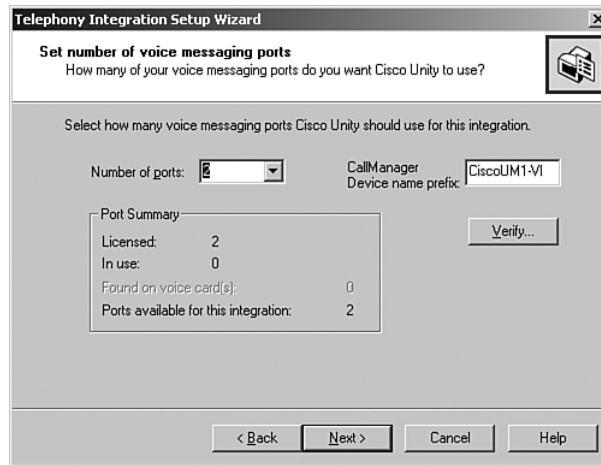 Telephony Integration Setup Wizard
Set number of voice messaging ports
How many of your voice messaging ports do you want Cisco Unity to use?
Select how many voice messaging ports Cisco Unity should use for this integration.
Number of ports: 2
CallManager
Device name prefix: CiscoUM1-VI
Port Summary
Licensed: 2
In use: 0
Found on voice card(s): 0
Ports available for this integration: 2
Verify...
< Back
Next >
Cancel
Help